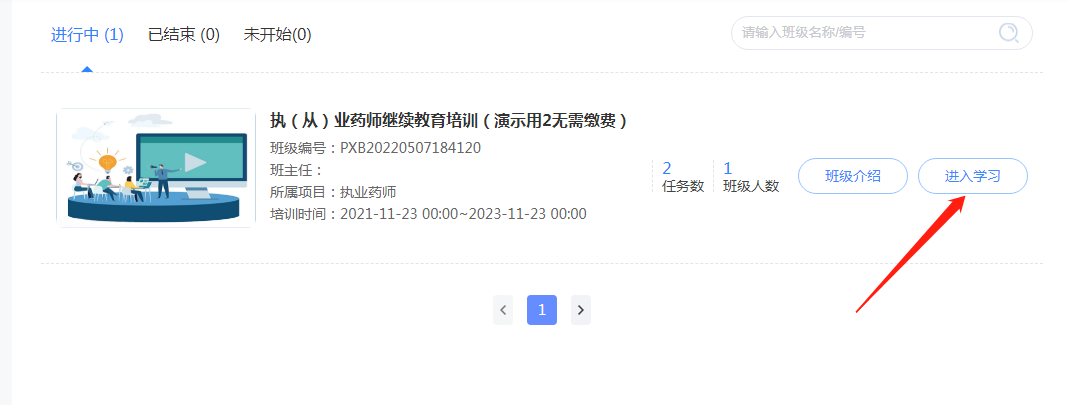 进行中 (1) 已结束 (0) 未开始(0) 请输入班级名称/编号
执（从）业药师继续教育培训（演示用2无需缴费）
班级编号：PXB20220507184120
班主任：
所属项目：执业药师
培训时间：2021-11-23 00:00~2023-11-23 00:00
2 1
任务数 班级人数
班级介绍 进入学习
< 1 >